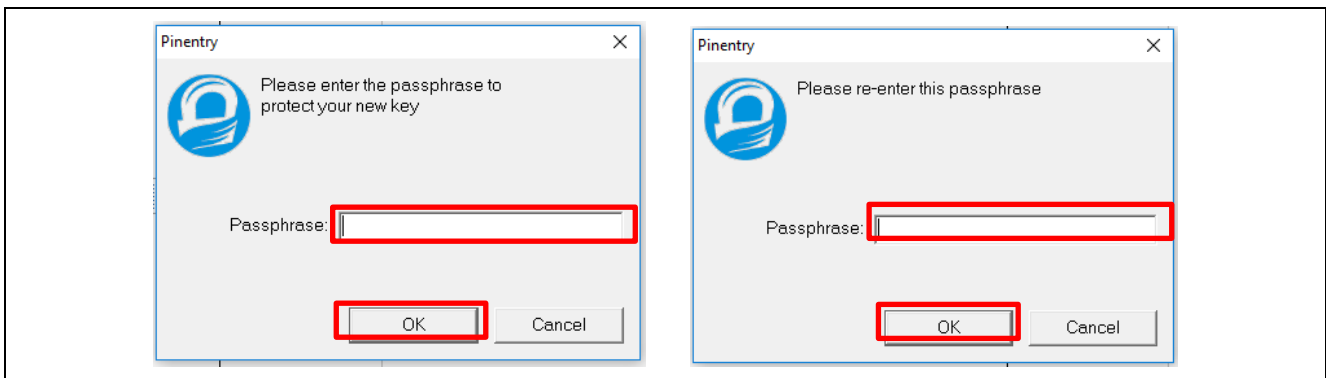 Pinentry
Please enter the passphrase to
protect your new key
Passphrase:
OK Cancel
Pinentry
Please re-enter this passphrase
Passphrase:
OK Cancel